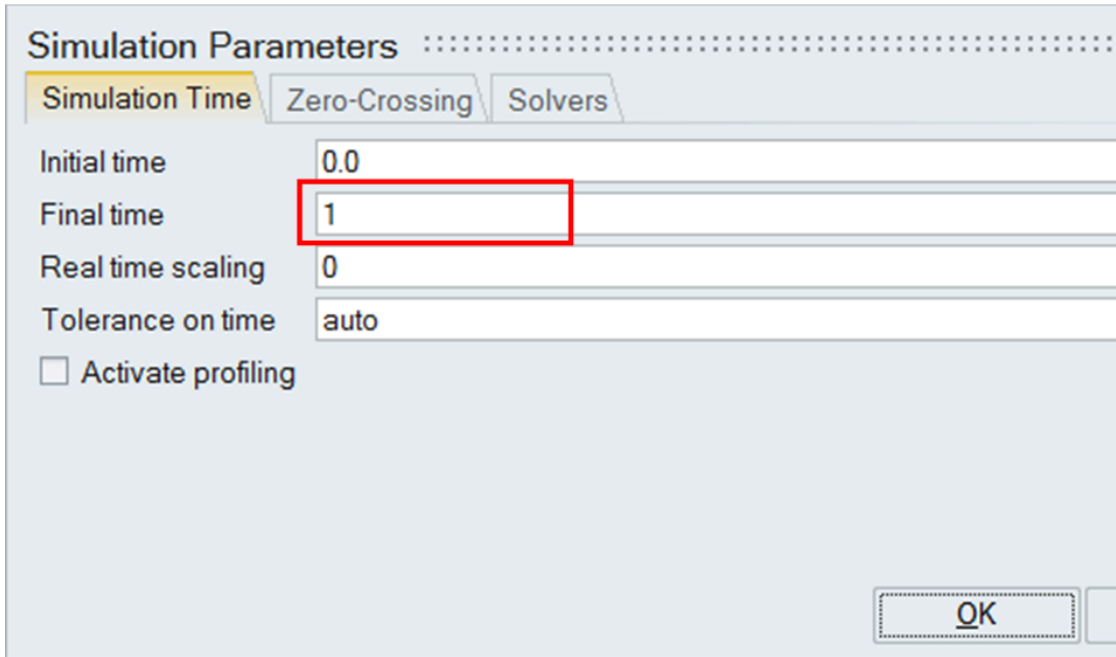 Simulation Parameters
Simulation Time Zero-Crossing Solvers
Initial time 0.0
Final time 1
Real time scaling 0
Tolerance on time auto
Activate profiling
OK